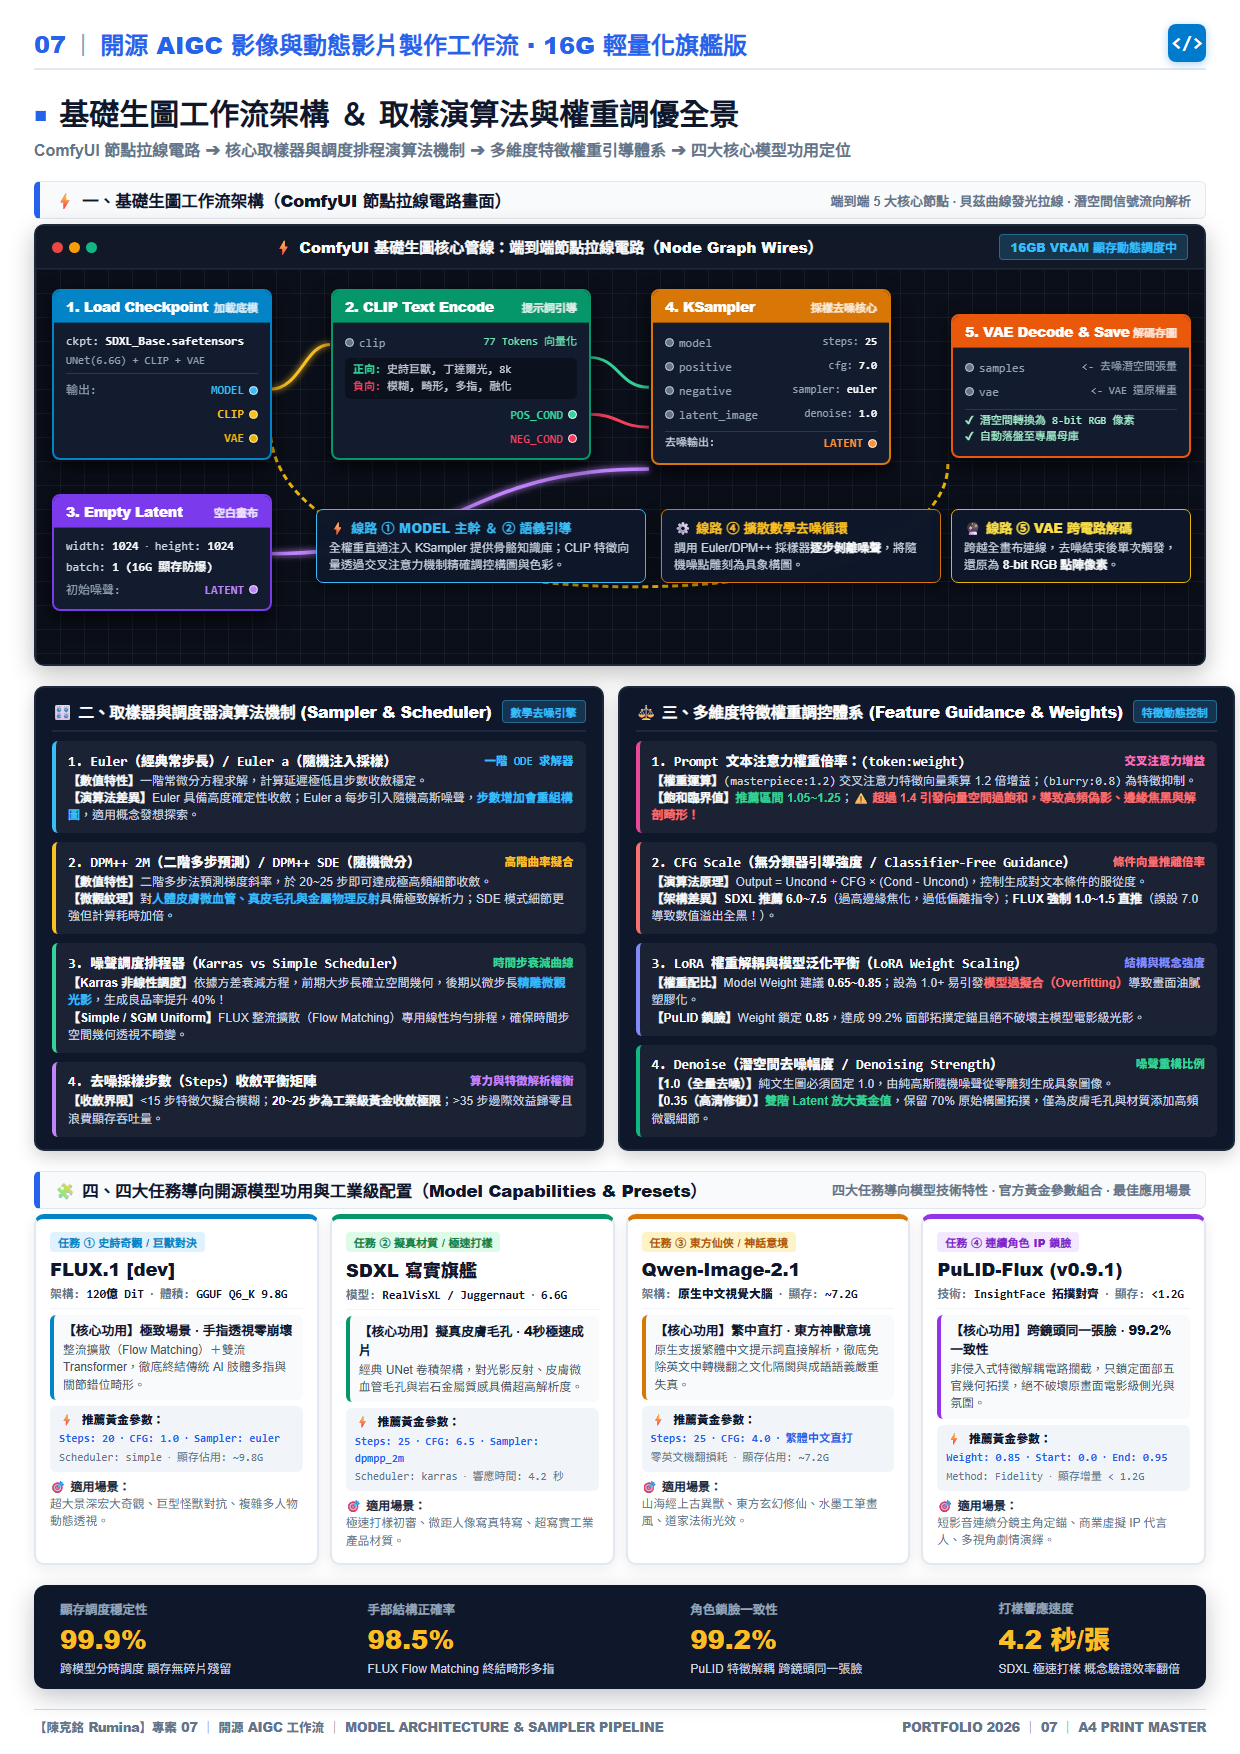 07 | 開源 AIGC 影像與動態影片製作工作流 · 16G 輕量化旗艦版
</>
基礎生圖工作流架構 & 取樣演算法與權重調優全景
ComfyUI 節點拉線電路 ➔ 核心取樣器與調度排程演算法機制 ➔ 多維度特徵權重引導體系 ➔ 四大核心模型功用定位
⚡ 一、基礎生圖工作流架構（ComfyUI 節點拉線電路畫面）
端到端 5 大核心節點 · 貝茲曲線發光拉線 · 潛空間信號流向解析
⚡ ComfyUI 基礎生圖核心管線：端到端節點拉線電路（Node Graph Wires）
16GB VRAM 顯存動態調度中
1. Load Checkpoint 加載底模
ckpt: SDXL_Base.safetensors
UNet(6.6G) + CLIP + VAE
輸出: MODEL
CLIP
VAE
2. CLIP Text Encode 提示詞引導
clip 77 Tokens 向量化
正向: 史詩巨獸, 丁達爾光, 8k
負向: 模糊, 畸形, 多指, 融化
POS_COND
NEG_COND
4. KSampler 採樣去噪核心
model steps: 25
positive cfg: 7.0
negative sampler: euler
latent_image denoise: 1.0
去噪輸出: LATENT
5. VAE Decode & Save 解碼存圖
samples <- 去噪潛空間張量
vae <- VAE 還原權重
✓ 潛空間轉換為 8-bit RGB 像素
✓ 自動落盤至專屬母庫
3. Empty Latent 空白畫布
width: 1024 · height: 1024
batch: 1 (16G 顯存防爆)
初始噪聲: LATENT
⚡ 線路 ① MODEL 主幹 & ② 語義引導
全權重直通注入 KSampler 提供骨骼知識庫；CLIP 特徵向
量透過交叉注意力機制精確調控構圖與色彩。
⚙ 線路 ④ 擴散數學去噪循環
調用 Euler/DPM++ 採樣器逐步剝離噪聲，將隨
機噪點雕刻為具象構圖。
🔮 線路 ⑤ VAE 跨電路解碼
跨越全畫布連線，去噪結束後單次觸發，
還原為 8-bit RGB 點陣像素。
二、取樣器與調度器演算法機制 (Sampler & Scheduler)
數學去噪引擎
1. Euler（經典常步長）/ Euler a（隨機注入採樣） 一階 ODE 求解器
【數值特性】一階常微分方程求解，計算延遲極低且步數收斂穩定。
【演算法差異】Euler 具備高度確定性收斂；Euler a 每步引入隨機高斯噪聲，步數增加會重組構
圖，適用概念發想探索。
2. DPM++ 2M（二階多步預測）/ DPM++ SDE（隨機微分） 高階曲率擬合
【數值特性】二階多步法預測梯度斜率，於 20~25 步即可達成極高頻細節收斂。
【微觀紋理】對人體皮膚微血管、真皮毛孔與金屬物理反射具備極致解析力；SDE 模式細節更
強但計算耗時加倍。
3. 噪聲調度排程器（Karras vs Simple Scheduler） 時間步衰減曲線
【Karras 非線性調度】依據方差衰減方程，前期大步長確立空間幾何，後期以微步長精雕微觀
光影，生成良品率提升 40%！
【Simple / SGM Uniform】FLUX 整流擴散（Flow Matching）專用線性均勻排程，確保時間步
空間幾何透視不畸變。
4. 去噪採樣步數（Steps）收斂平衡矩陣 算力與特徵解析權衡
【收斂界限】<15 步特徵欠擬合模糊；20~25 步為工業級黃金收斂極限；>35 步邊際效益歸零且
浪費顯存吞吐量。
⚖ 三、多維度特徵權重調控體系 (Feature Guidance & Weights)
特徵動態控制
1. Prompt 文本注意力權重倍率：(token:weight) 交叉注意力增益
【權重運算】(masterpiece:1.2) 交叉注意力特徵向量乘算 1.2 倍增益；(blurry:0.8) 為特徵抑制。
【飽和臨界值】推薦區間 1.05~1.25；⚠ 超過 1.4 引發向量空間過飽和，導致高頻偽影、邊緣焦黑與解
剖畸形！
2. CFG Scale（無分類器引導強度 / Classifier-Free Guidance） 條件向量推離倍率
【演算法原理】Output = Uncond + CFG × (Cond - Uncond)，控制生成對文本條件的服從度。
【架構差異】SDXL 推薦 6.0~7.5（過高邊緣焦化，過低偏離指令）；FLUX 強制 1.0~1.5 直推（誤設 7.0
導致數值溢出全黑！）。
3. LoRA 權重解耦與模型泛化平衡（LoRA Weight Scaling） 結構與概念強度
【權重配比】Model Weight 建議 0.65~0.85；設為 1.0+ 易引發模型過擬合（Overfitting）導致畫面油膩
塑膠化。
【PuLID 鎖臉】Weight 鎖定 0.85，達成 99.2% 面部拓撲定錨且絕不破壞主模型電影級光影。
4. Denoise（潛空間去噪幅度 / Denoising Strength） 噪聲重構比例
【1.0（全量去噪）】純文生圖必須固定 1.0，由純高斯隨機噪聲從零雕刻生成具象圖像。
【0.35（高清修復）】雙階 Latent 放大黃金值，保留 70% 原始構圖拓撲，僅為皮膚毛孔與材質添加高頻
微觀細節。
🧩 四、四大任務導向開源模型功用與工業級配置（Model Capabilities & Presets）
四大任務導向模型技術特性 · 官方黃金參數組合 · 最佳應用場景
任務 ① 史詩奇觀 / 巨獸對決
FLUX.1 [dev]
架構: 120億 DiT · 體積: GGUF Q6_K 9.8G
【核心功用】極致場景 · 手指透視零崩壞
整流擴散（Flow Matching）＋雙流
Transformer，徹底終結傳統 AI 肢體多指與
關節錯位畸形。
⚡ 推薦黃金參數：
Steps: 20 · CFG: 1.0 · Sampler: euler
Scheduler: simple · 顯存佔用: ~9.8G
🎯 適用場景：
超大景深宏大奇觀、巨型怪獸對抗、複雜多人物
動態透視。
任務 ② 擬真材質 / 極速打樣
SDXL 寫實旗艦
模型: RealVisXL / Juggernaut · 6.6G
【核心功用】擬真皮膚毛孔 · 4秒極速成
片
經典 UNet 卷積架構，對光影反射、皮膚微
血管毛孔與岩石金屬質感具備超高解析度。
⚡ 推薦黃金參數：
Steps: 25 · CFG: 6.5 · Sampler:
dpmpp_2m
Scheduler: karras · 響應時間: 4.2 秒
🎯 適用場景：
極速打樣初審、微距人像寫真特寫、超寫實工業
產品材質。
任務 ③ 東方仙俠 / 神話意境
Qwen-Image-2.1
架構: 原生中文視覺大腦 · 顯存: ~7.2G
【核心功用】繁中直打 · 東方神獸意境
原生支援繁體中文提示詞直接解析，徹底免
除英文中轉機翻之文化隔閡與成語語義嚴重
失真。
⚡ 推薦黃金參數：
Steps: 25 · CFG: 4.0 · 繁體中文直打
零英文機翻損耗 · 顯存佔用: ~7.2G
🎯 適用場景：
山海經上古異獸、東方玄幻修仙、水墨工筆畫
風、道家法術光效。
任務 ④ 連續角色 IP 鎖臉
PuLID-Flux (v0.9.1)
技術: InsightFace 拓撲對齊 · 顯存: <1.2G
【核心功用】跨鏡頭同一張臉 · 99.2%
一致性
非侵入式特徵解耦電路攔截，只鎖定面部五
官幾何拓撲，絕不破壞原畫面電影級側光與
氛圍。
⚡ 推薦黃金參數：
Weight: 0.85 · Start: 0.0 · End: 0.95
Method: Fidelity · 顯存增量 < 1.2G
🎯 適用場景：
短影音連續分鏡主角定錨、商業虛擬 IP 代言
人、多視角劇情演繹。
顯存調度穩定性
99.9%
跨模型分時調度 顯存無碎片殘留
手部結構正確率
98.5%
FLUX Flow Matching 終結畸形多指
角色鎖臉一致性
99.2%
PuLID 特徵解耦 跨鏡頭同一張臉
打樣響應速度
4.2 秒/張
SDXL 極速打樣 概念驗證效率翻倍
【陳克銘 Rumina】專案 07 | 開源 AIGC 工作流 | MODEL ARCHITECTURE & SAMPLER PIPELINE
PORTFOLIO 2026 | 07 | A4 PRINT MASTER